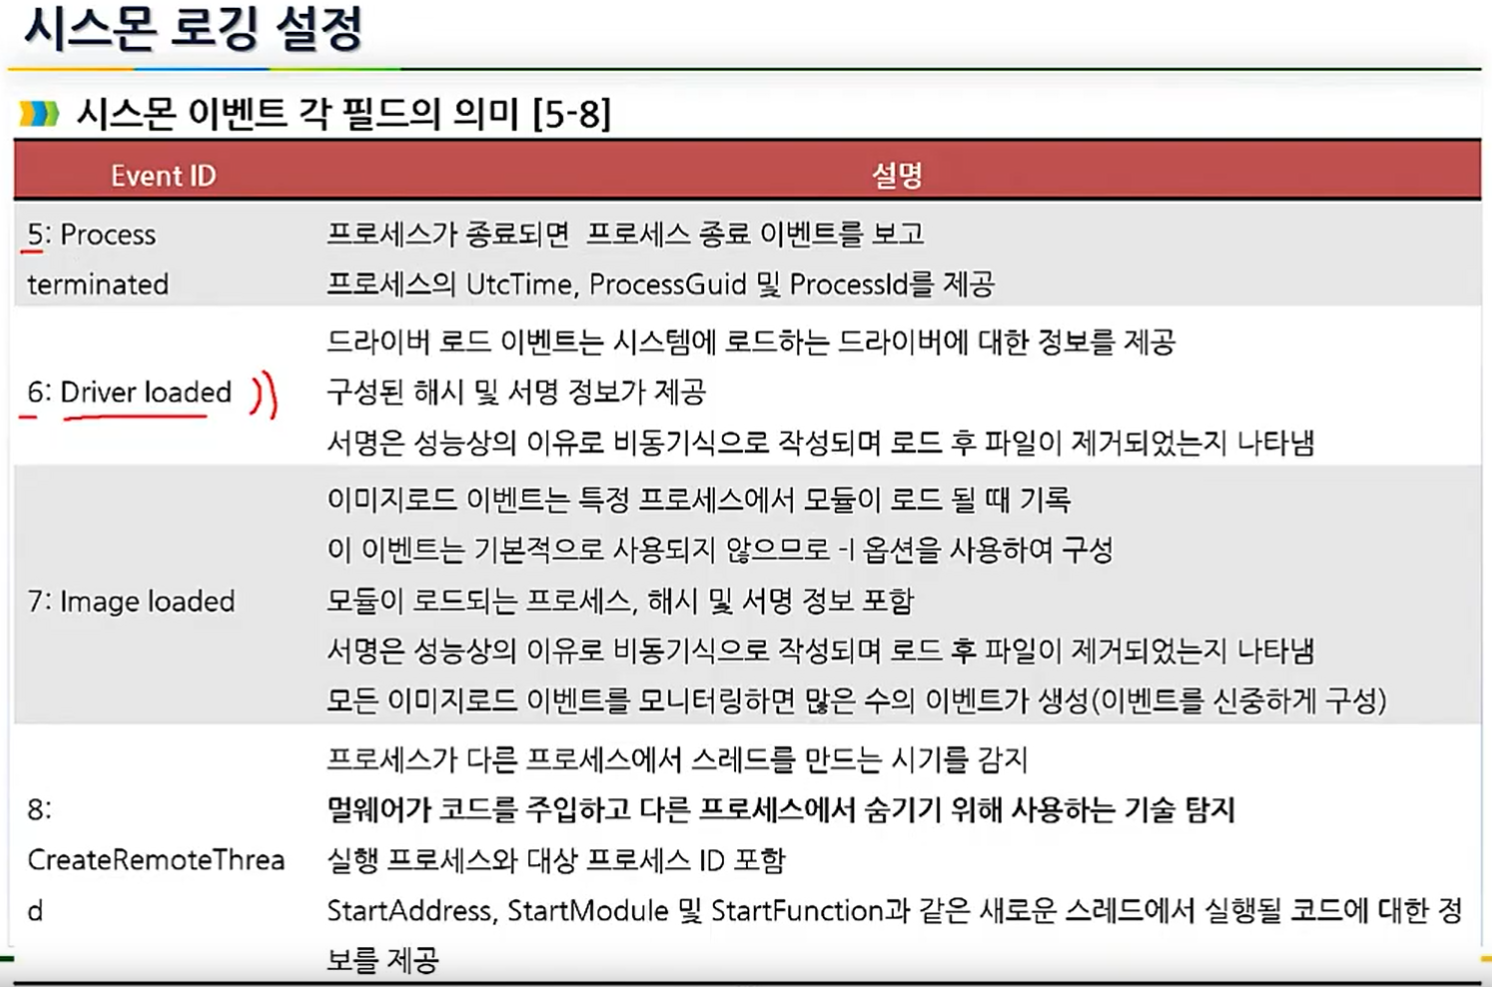 시스몬 로깅 설정
시스몬 이벤트 각 필드의 의미 [5-8]
Event ID 설명
5: Process
terminated
프로세스가 종료되면 프로세스 종료 이벤트를 보고
프로세스의 UtcTime, ProcessGuid 및 ProcessId를 제공
6: Driver loaded
드라이버 로드 이벤트는 시스템에 로드하는 드라이버에 대한 정보를 제공
구성된 해시 및 서명 정보가 제공
서명은 성능상의 이유로 비동기식으로 작성되며 로드 후 파일이 제거되었는지 나타냄
7: Image loaded
이미지로드 이벤트는 특정 프로세스에서 모듈이 로드 될 때 기록
이 이벤트는 기본적으로 사용되지 않으므로 -l 옵션을 사용하여 구성
모듈이 로드되는 프로세스, 해시 및 서명 정보 포함
서명은 성능상의 이유로 비동기식으로 작성되며 로드 후 파일이 제거되었는지 나타냄
모든 이미지로드 이벤트를 모니터링하면 많은 수의 이벤트가 생성(이벤트를 신중하게 구성)
8:
CreateRemoteThrea
d
프로세스가 다른 프로세스에서 스레드를 만드는 시기를 감지
멀웨어가 코드를 주입하고 다른 프로세스에서 숨기기 위해 사용하는 기술 탐지
실행 프로세스와 대상 프로세스 ID 포함
StartAddress, StartModule 및 StartFunction과 같은 새로운 스레드에서 실행될 코드에 대한 정
보를 제공